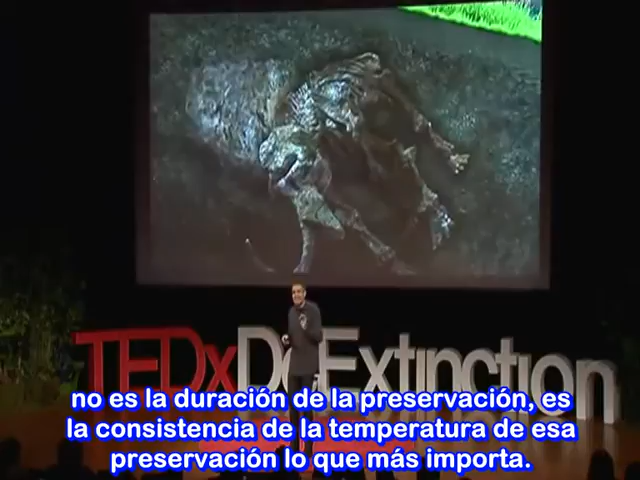 TEDxDeExtinction
no es la duración de la preservación, es
la consistencia de la temperatura de esa
preservación lo que más importa.